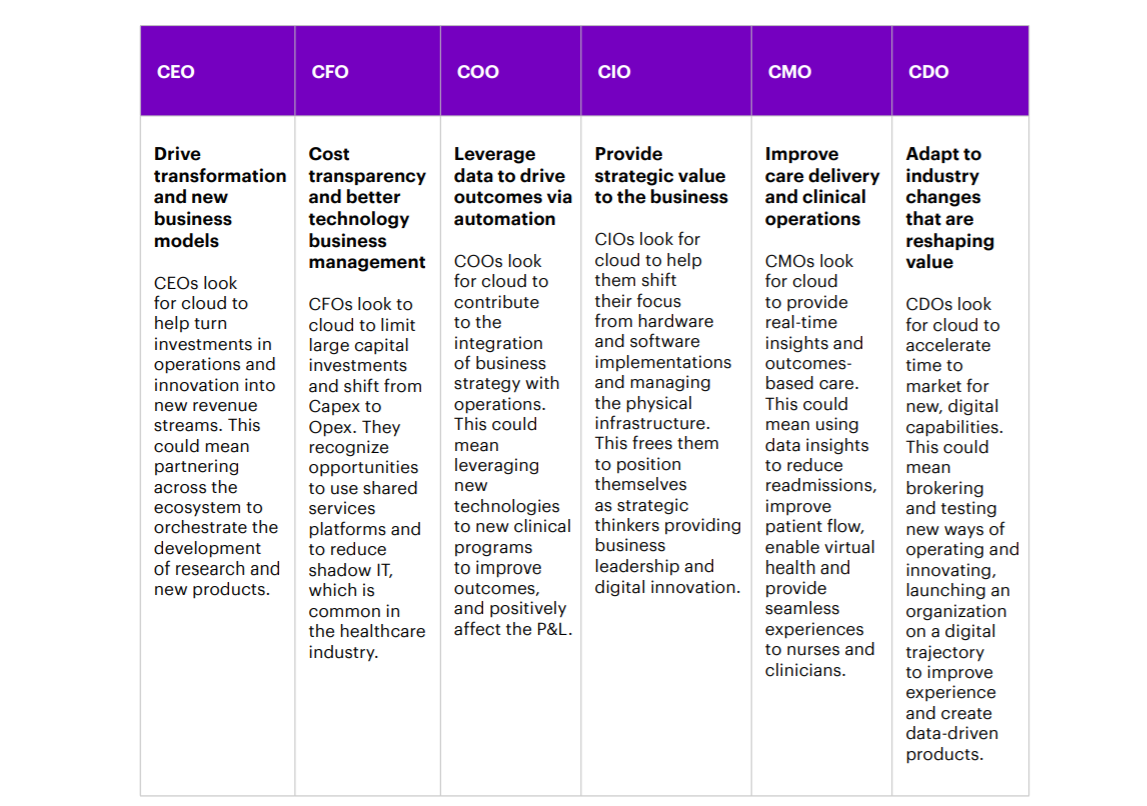 CEO
CFO
COO
CIO
CMO
CDO
Drive
transformation
and new
business
models
CEOs look
for cloud to
help turn
investments in
operations and
innovation into
new revenue
streams. This
could mean
partnering
across the
ecosystem to
orchestrate the
development
of research and
new products.
Cost
transparency
and better
technology
business
management
CFOs look to
cloud to limit
large capital
investments
and shift from
Capex to
Opex. They
recognize
opportunities
to use shared
services
platforms and
to reduce
shadow IT,
which is
common in
the healthcare
industry.
Leverage
data to drive
outcomes via
automation
COOs look
for cloud to
contribute
to the
integration
of business
strategy with
operations.
This could
mean
leveraging
new
technologies
to new clinical
programs
to improve
outcomes,
and positively
affect the P&L.
Provide
strategic value
to the business
CIOs look for
cloud to help
them shift
their focus
from hardware
and software
implementations
and managing
the physical
infrastructure.
This frees them
to position
themselves
as strategic
thinkers providing
business
leadership and
digital innovation.
Improve
care delivery
and clinical
operations
CMOs look
for cloud
to provide
real-time
insights and
outcomes-
based care.
This could
mean using
data insights
to reduce
readmissions,
improve
patient flow,
enable virtual
health and
provide
seamless
experiences
to nurses and
clinicians.
Adapt to
industry
changes
that are
reshaping
value
CDOs look
for cloud to
accelerate
time to
market for
new, digital
capabilities.
This could
mean
brokering
and testing
new ways of
operating and
innovating,
launching an
organization
on a digital
trajectory
to improve
experience
and create
data-driven
products.